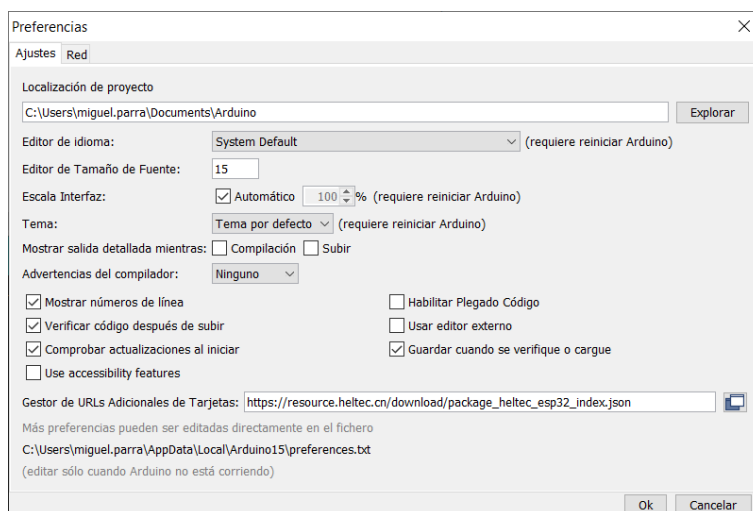 Preferencias
Ajustes Red
Localización de proyecto
C:\Users\miguel.parra\Documents\Arduino Explorar
Editor de idioma: System Default (requiere reiniciar Arduino)
Editor de Tamaño de Fuente: 15
Escala Interfaz: Automático 100 % (requiere reiniciar Arduino)
Tema: Tema por defecto (requiere reiniciar Arduino)
Mostrar salida detallada mientras: Compilación Subir
Advertencias del compilador: Ninguno
Mostrar números de línea Habilitar Plegado Código
Verificar código después de subir Usar editor externo
Comprobar actualizaciones al iniciar Guardar cuando se verifique o cargue
Use accessibility features
Gestor de URLs Adicionales de Tarjetas: https://resource.heltec.cn/download/package_heltec_esp32_index.json
Más preferencias pueden ser editadas directamente en el fichero
C:\Users\miguel.parra\AppData\Local\Arduino15\preferences.txt
(editar sólo cuando Arduino no está corriendo)
Ok Cancelar